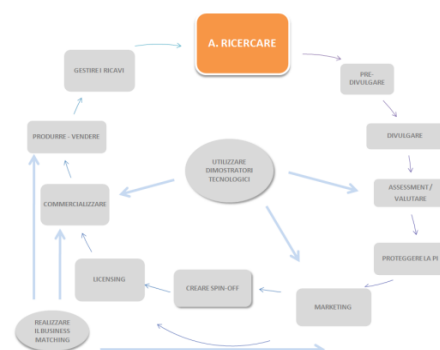 A. RICERCARE
GESTIRE I RICAVI
PRE-
DIVULGARE
PRODURRE - VENDERE
DIVULGARE
UTILIZZARE
DIMOSTRATORI
TECNOLOGICI
ASSESSMENT /
VALUTARE
COMMERCIALIZZARE
PROTEGGERE LA PI
LICENSING
CREARE SPIN-OFF
MARKETING
REALIZZARE
IL BUSINESS
MATCHING